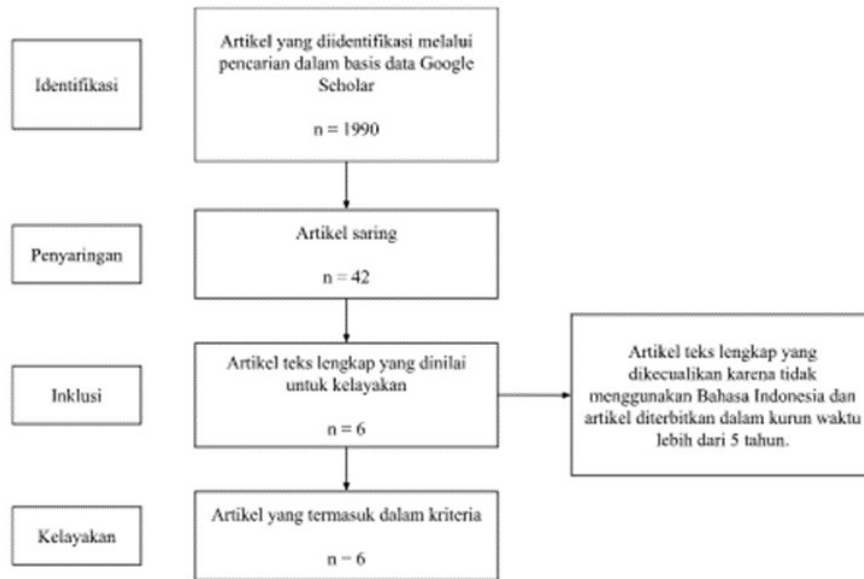 Identifikasi
Artikel yang diidentifikasi melalui
pencarian dalam basis data Google
Scholar
n = 1990
Penyaringan
Artikel saring
n = 42
Inklusi
Artikel teks lengkap yang dinilai
untuk kelayakan
n = 6
Artikel teks lengkap yang
dikecualikan karena tidak
menggunakan Bahasa Indonesia dan
artikel diterbitkan dalam kurun waktu
lebih dari 5 tahun.
Kelayakan
Artikel yang termasuk dalam kriteria
n = 6